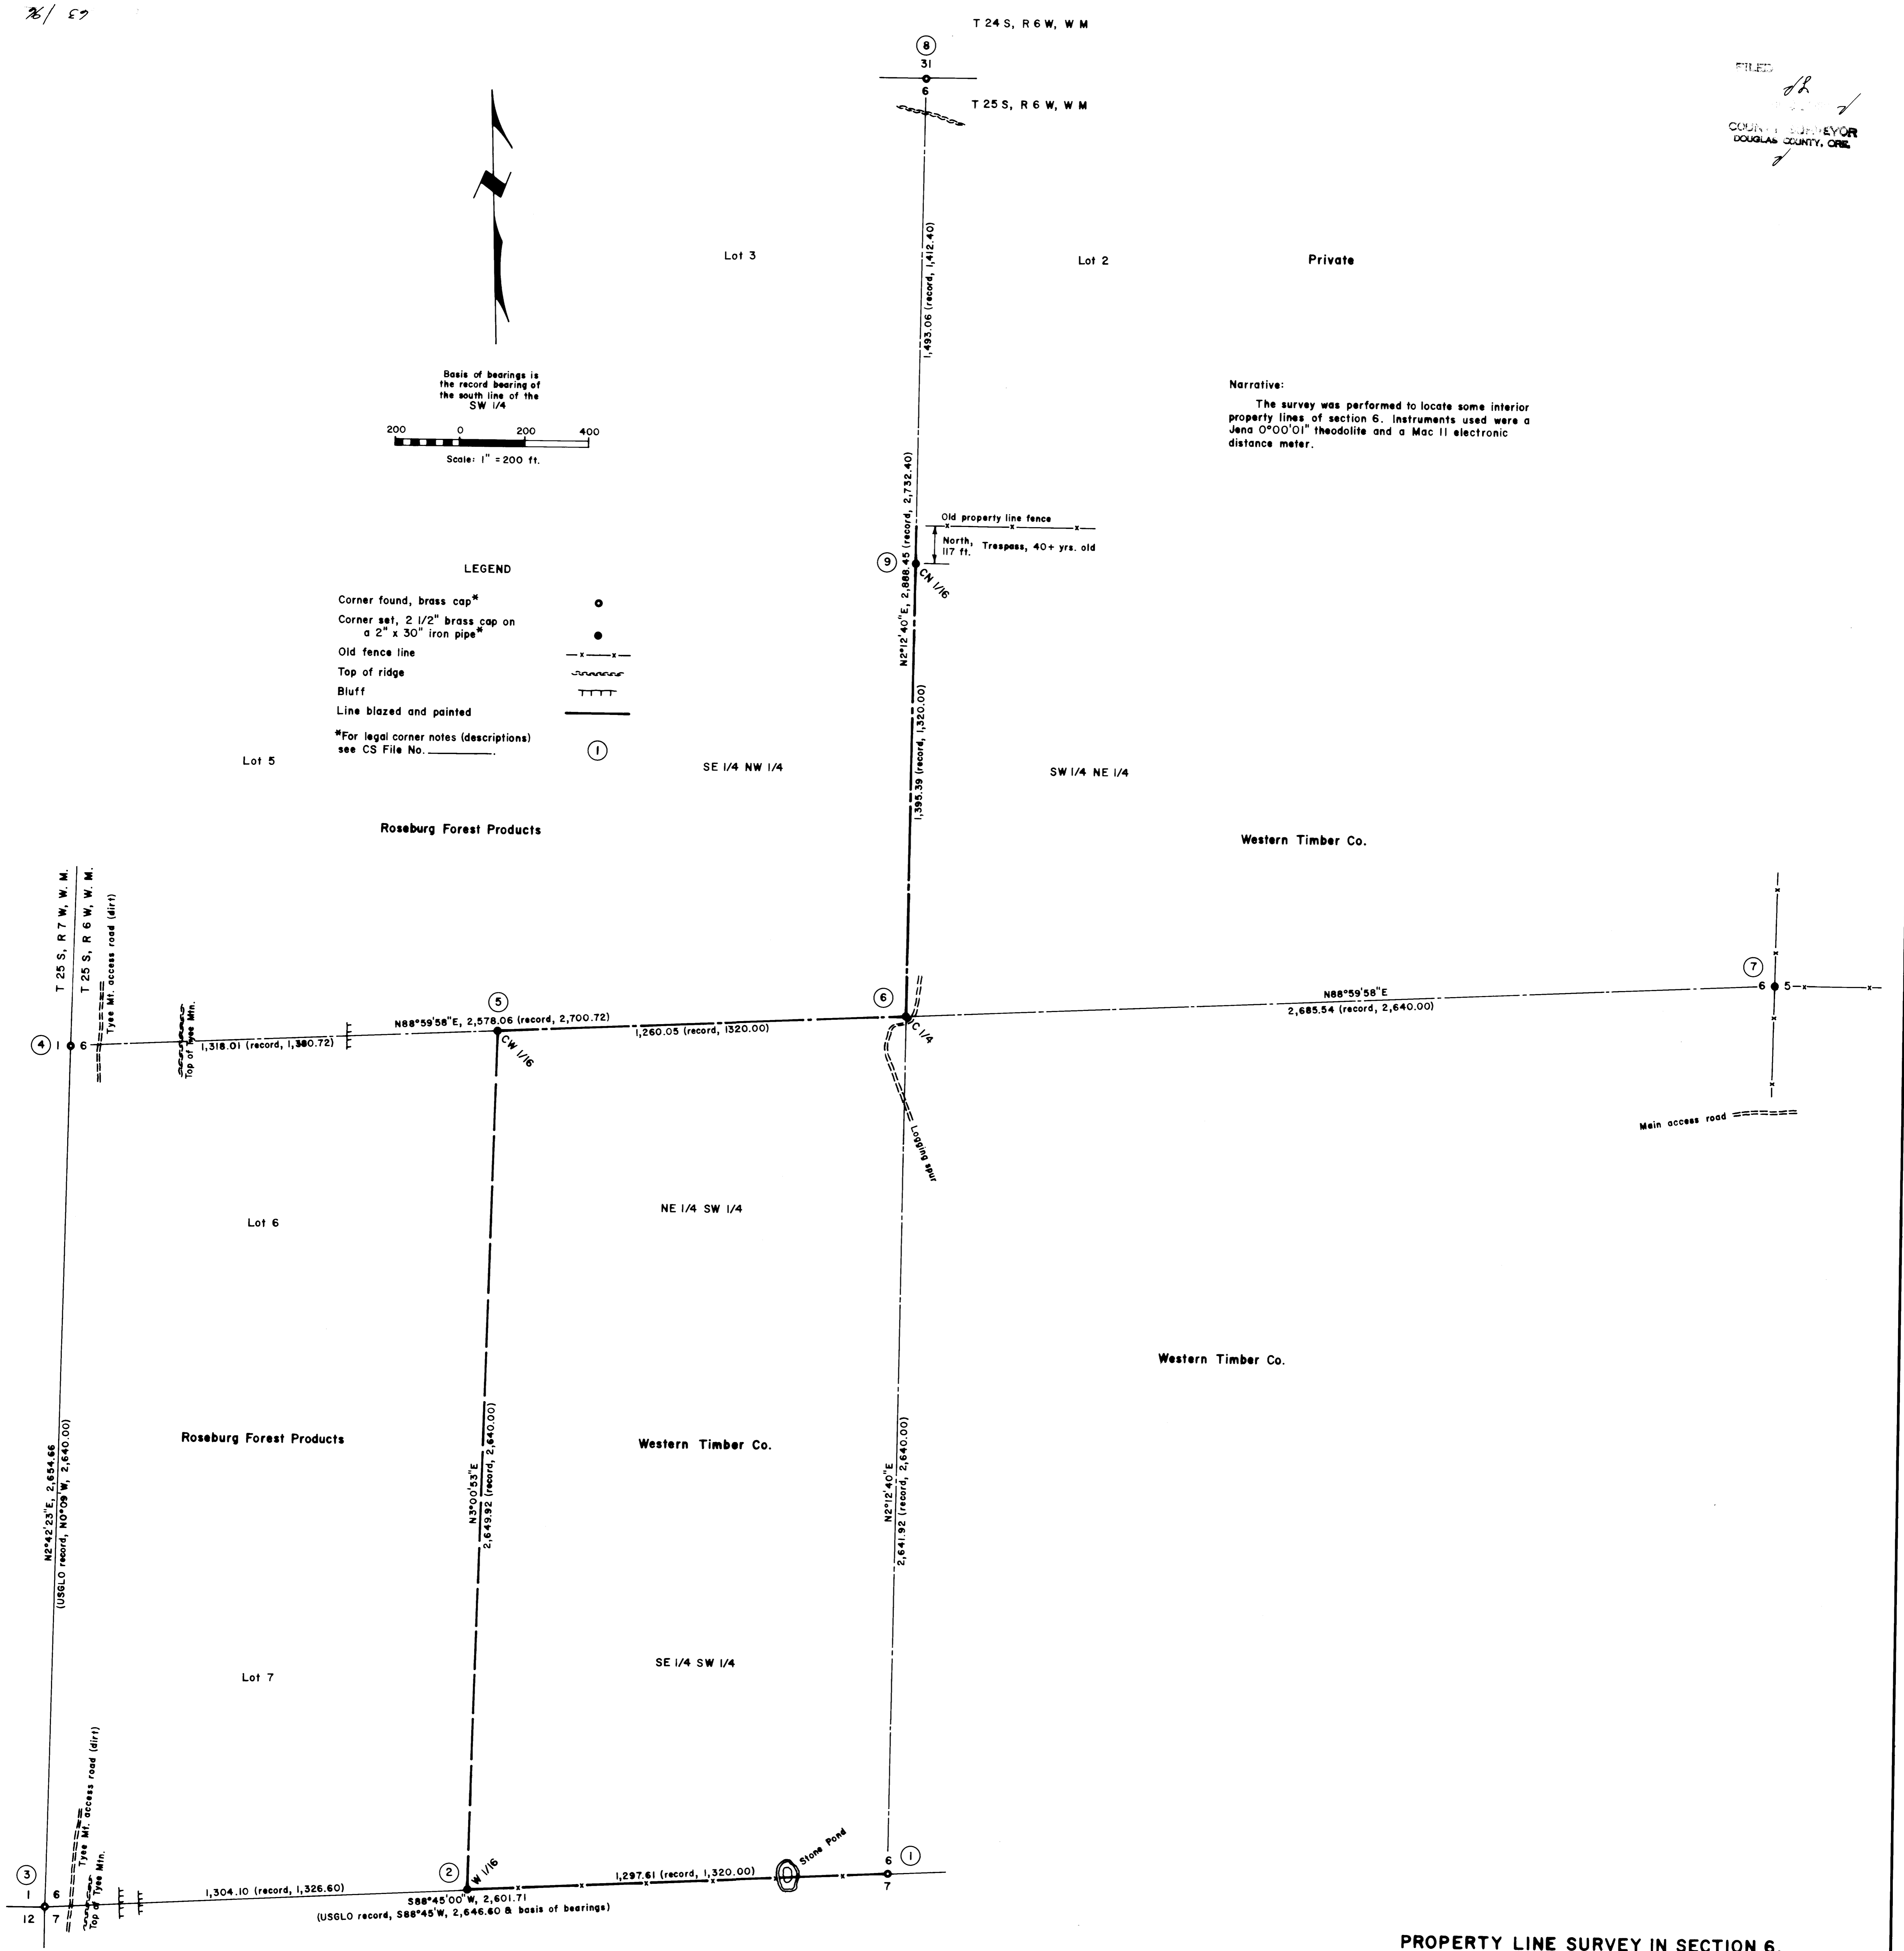 63/96
T 24 S, R 6 W, W M
8
31
6
T 25 S, R 6 W, W M
FILED
COUNTY SURVEYOR
DOUGLAS COUNTY, ORE.
Lot 3
1,493.06 (record, 1,412.40)
Lot 2
Private
Basis of bearings is
the record bearing of
the south line of the
SW 1/4
200 0 200 400
Scale: 1" = 200 ft.
Narrative:
The survey was performed to locate some interior
property lines of section 6. Instruments used were a
Jena 0°00'01" theodolite and a Mac II electronic
distance meter.
N2°12'40"E, 2,888.45 (record, 2,732.40)
Old property line fence
North,
117 ft.
Trespass, 40+ yrs. old
9
CN 1/16
LEGEND
Corner found, brass cap*
Corner set, 2 1/2" brass cap on
a 2" x 30" iron pipe*
Old fence line
Top of ridge
Bluff
Line blazed and painted
*For legal corner notes (descriptions)
see CS File No.
1
Lot 5
SE 1/4 NW 1/4
1,395.39 (record, 1,320.00)
SW 1/4 NE 1/4
Roseburg Forest Products
Western Timber Co.
T 25 S, R 7 W, W. M.
T 25 S, R 6 W, W. M.
Tyee Mt. access road (dirt)
Top of Tyee Mtn.
4
1
6
N88°59'58"E, 2,578.06 (record, 2,700.72)
1,318.01 (record, 1,380.72)
5
CW 1/16
1,260.05 (record, 1320.00)
6
C 1/4
N88°59'58"E
2,685.54 (record, 2,640.00)
7
6
5
Logging spur
Main access road
Lot 6
NE 1/4 SW 1/4
Western Timber Co.
Roseburg Forest Products
Western Timber Co.
N2°42'23"E, 2,654.66
(USGLO record, N0°09'W, 2,640.00)
N3°00'53"E
2,649.92 (record, 2,640.00)
N2°12'40"E
2,641.92 (record, 2,640.00)
Lot 7
SE 1/4 SW 1/4
Tyee Mt. access road (dirt)
Top of Tyee Mtn.
3
1
6
12
7
1,304.10 (record, 1,326.60)
2
W 1/16
1,297.61 (record, 1,320.00)
Stone Pond
6
1
7
S88°45'00"W, 2,601.71
(USGLO record, S88°45'W, 2,646.60 & basis of bearings)
PROPERTY LINE SURVEY IN SECTION 6,